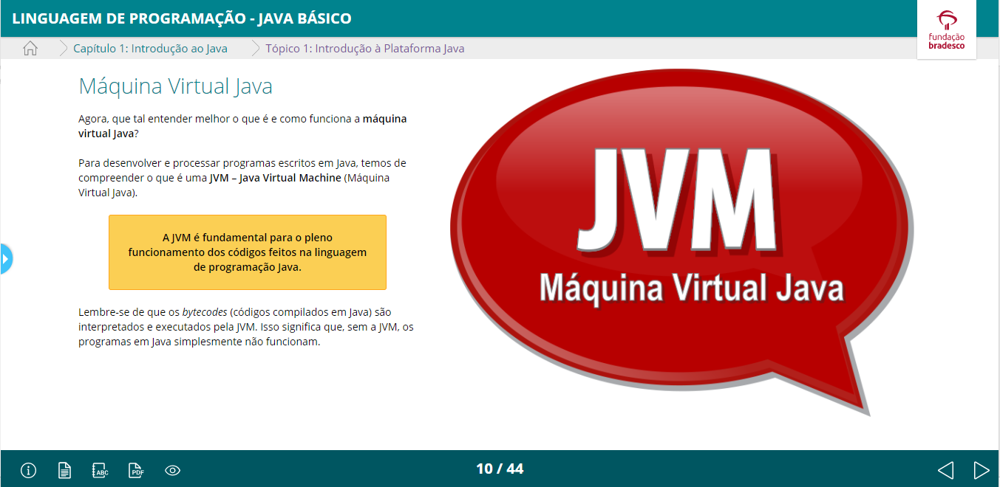 LINGUAGEM DE PROGRAMAÇÃO - JAVA BÁSICO
fundação
bradesco
Capítulo 1: Introdução ao Java
Tópico 1: Introdução à Plataforma Java
Máquina Virtual Java
Agora, que tal entender melhor o que é e como funciona a máquina
virtual Java?
Para desenvolver e processar programas escritos em Java, temos de
compreender o que é uma JVM – Java Virtual Machine (Máquina
Virtual Java).
A JVM é fundamental para o pleno
funcionamento dos códigos feitos na linguagem
de programação Java.
Lembre-se de que os bytecodes (códigos compilados em Java) são
interpretados e executados pela JVM. Isso significa que, sem a JVM, os
programas em Java simplesmente não funcionam.
JVM
Máquina Virtual Java
ABC
PDF
10 / 44